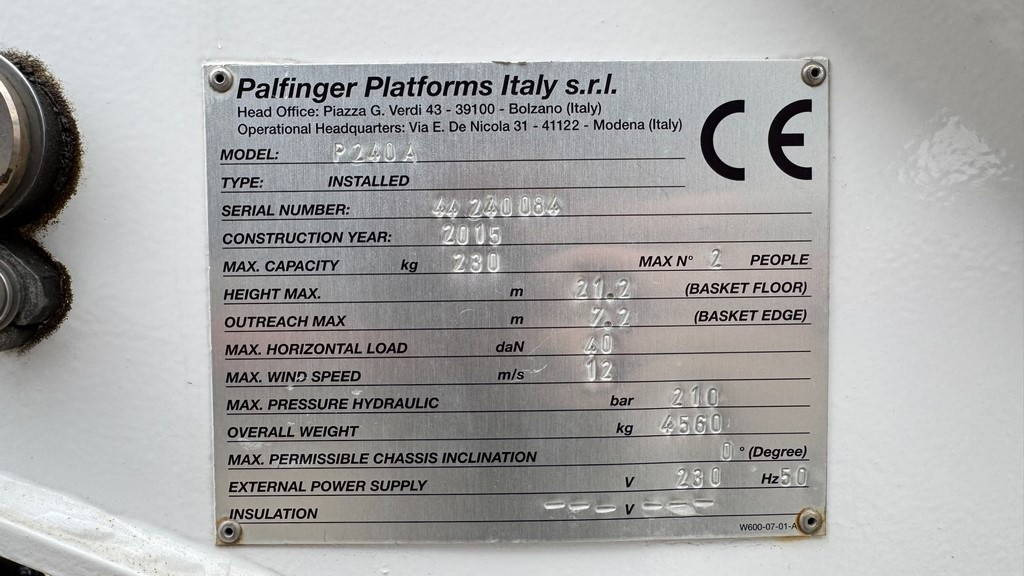 Palfinger Platforms Italy s.r.l.
Head Office: Piazza G. Verdi 43 - 39100 - Bolzano (Italy)
Operational Headquarters: Via E. De Nicola 31 - 41122 - Modena (Italy)
CE
MODEL: P 240 A
TYPE: INSTALLED
SERIAL NUMBER: 44 240 084
CONSTRUCTION YEAR: 2015
MAX. CAPACITY kg 230 MAX N° 2 PEOPLE
HEIGHT MAX. m 21.2 (BASKET FLOOR)
OUTREACH MAX m 7.2 (BASKET EDGE)
MAX. HORIZONTAL LOAD daN 40
MAX. WIND SPEED m/s 12
MAX. PRESSURE HYDRAULIC bar 210
OVERALL WEIGHT kg 4560
MAX. PERMISSIBLE CHASSIS INCLINATION 0 ° (Degree)
EXTERNAL POWER SUPPLY V 230 Hz 50
INSULATION --- V ---
W600-07-01-A